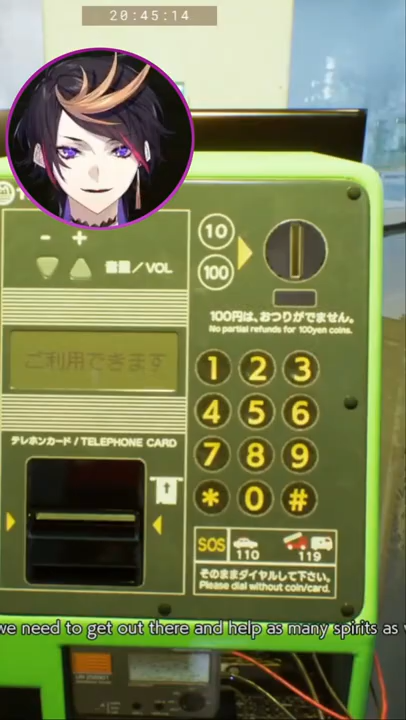 20:45:14
- +
音量/VOL
10
100
100円は、おつりがでません。
No partial refunds for 100yen coins.
ご利用できます
1 2 3
4 5 6
7 8 9
* 0 #
テレホンカード / TELEPHONE CARD
SOS
110
119
そのままダイヤルして下さい。
Please dial without coin/card.
we need to get out there and help as many spirits as